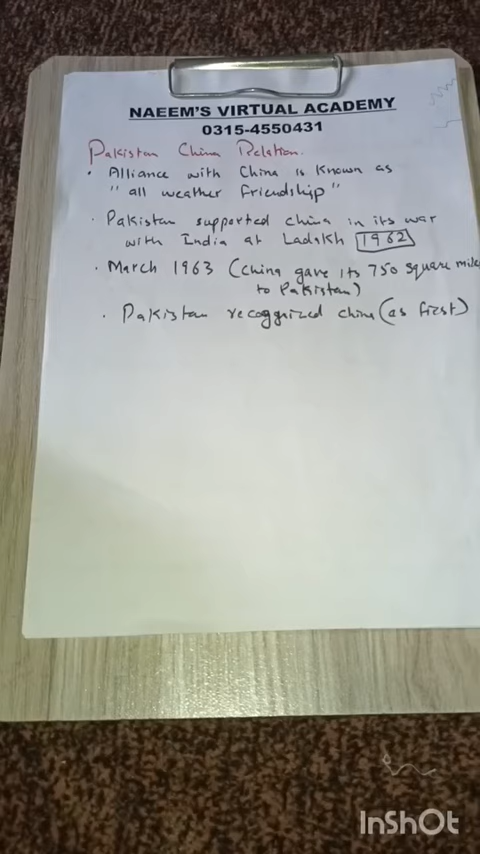 NAEEM'S VIRTUAL ACADEMY
0315-4550431
Pakistan China Relation.
• Alliance with China is known as
"all weather friendship"
• Pakistan supported china in its war
with India at Ladakh 1962
• March 1963 (China gave its 750 square mile
to Pakistan)
• Pakistan recoggnized china (as first)
InShOt